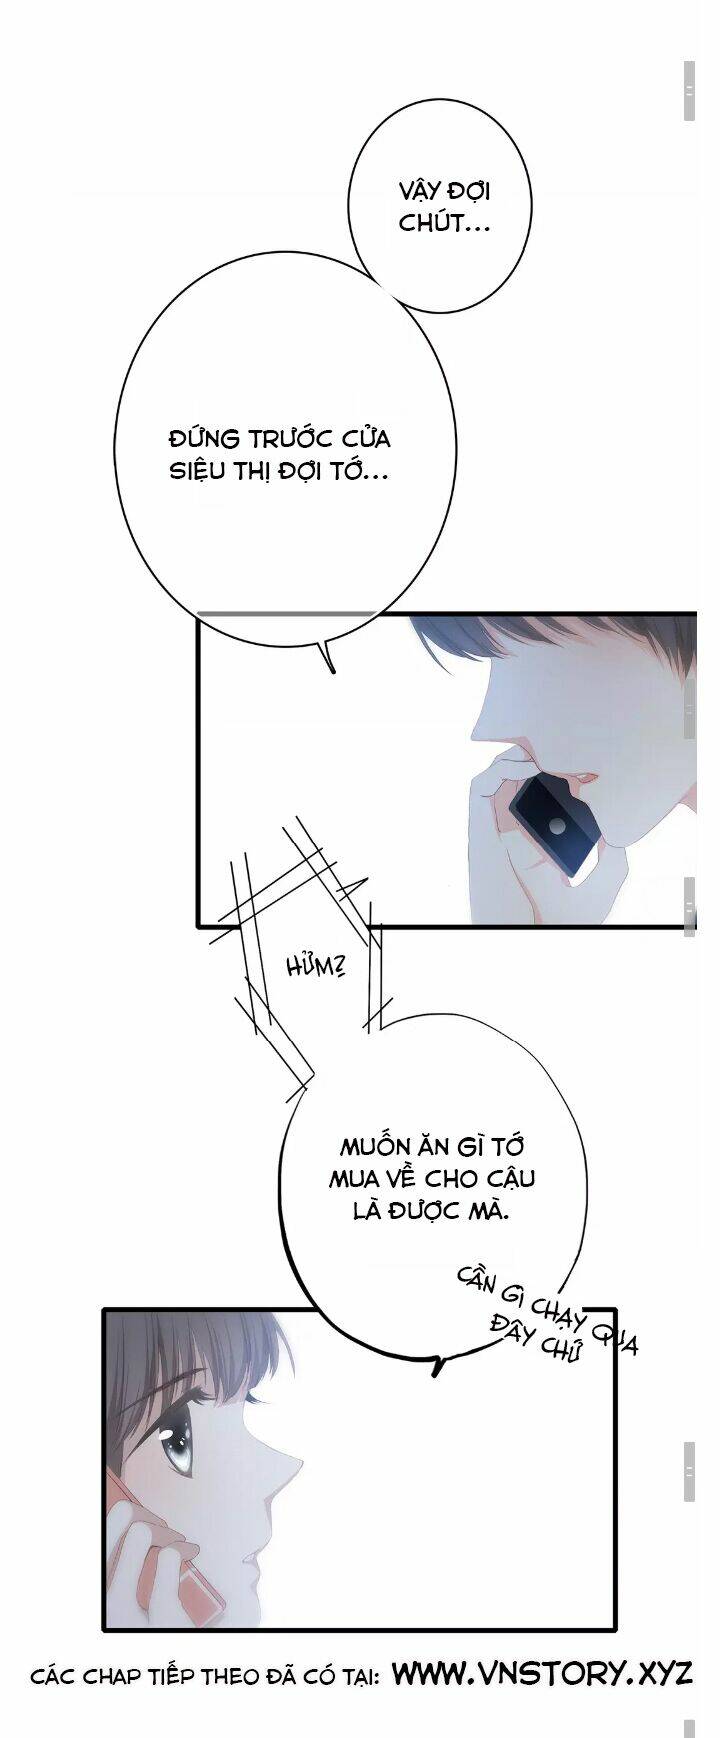 VẬY ĐỢI
CHÚT...
ĐỨNG TRƯỚC CỬA
SIÊU THỊ ĐỢI TỚ...
HỬM?
MUỐN ĂN GÌ TỚ
MUA VỀ CHO CẬU
LÀ ĐƯỢC MÀ.
CẦN GÌ CHẠY QUA
ĐÂY CHỨ
CÁC CHAP TIẾP THEO ĐÃ CÓ TẠI: WWW.VNSTORY.XYZ